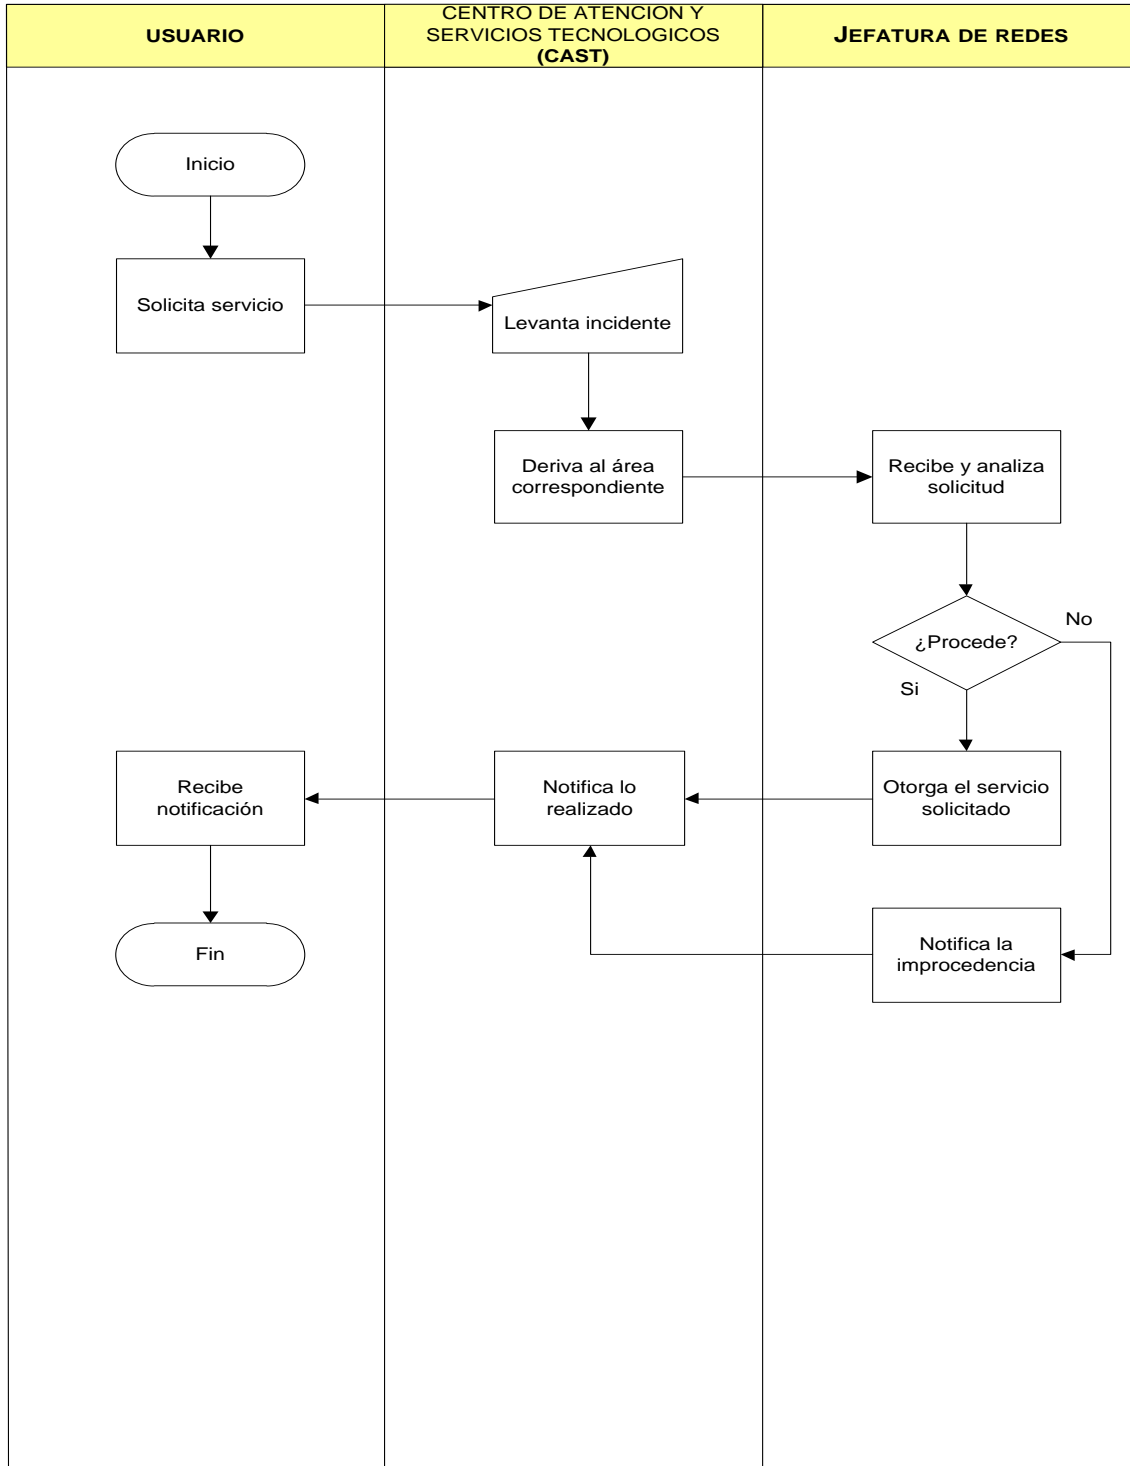 USUARIO
CENTRO DE ATENCION Y
SERVICIOS TECNOLOGICOS
(CAST)
JEFATURA DE REDES
Inicio
Solicita servicio
Levanta incidente
Deriva al área
correspondiente
Recibe y analiza
solicitud
¿Procede?
No
Si
Recibe
notificación
Notifica lo
realizado
Otorga el servicio
solicitado
Fin
Notifica la
improcedencia